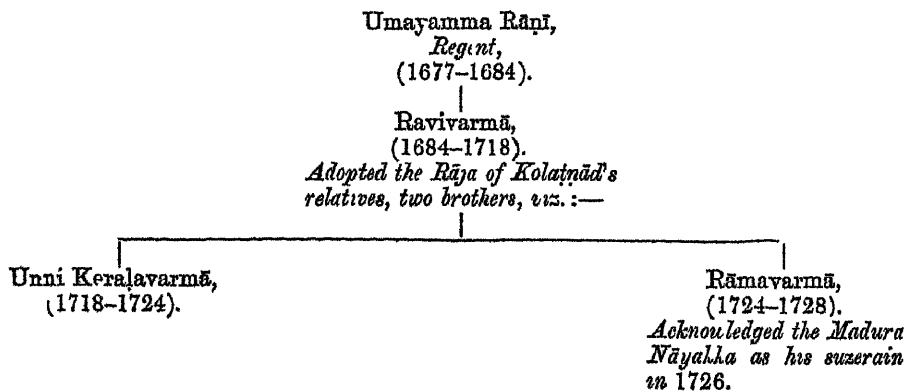 Umayamma Rāṇī,
Regent,
(1677–1684).
Ravivarmā,
(1684–1718).
Adopted the Rāja of Kolaṭṇāḍ's
relatives, two brothers, viz.:—
Unni Keraḷavarmā,
(1718–1724).
Rāmavarmā,
(1724–1728).
Acknowledged the Madura
Nāyakka as his suzerain
in 1726.